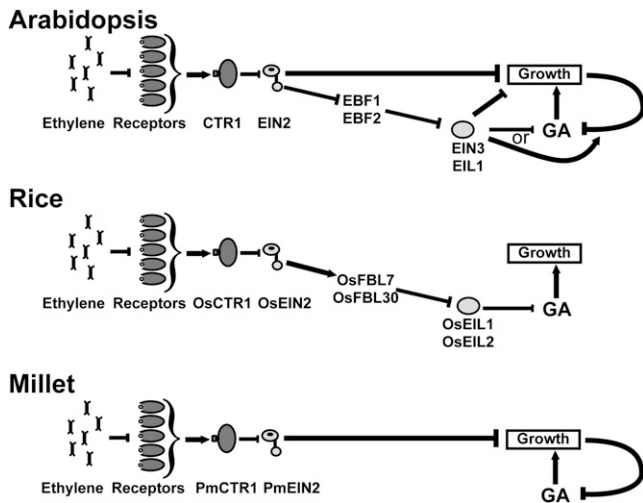 Arabidopsis
Growth
EBF1
EBF2
Ethylene Receptors CTR1 EIN2
or
GA
EIN3
EIL1
Rice
Growth
OsFBL7
OsFBL30
Ethylene Receptors OsCTR1 OsEIN2
GA
OsEIL1
OsEIL2
Millet
Growth
Ethylene Receptors PmCTR1 PmEIN2
GA